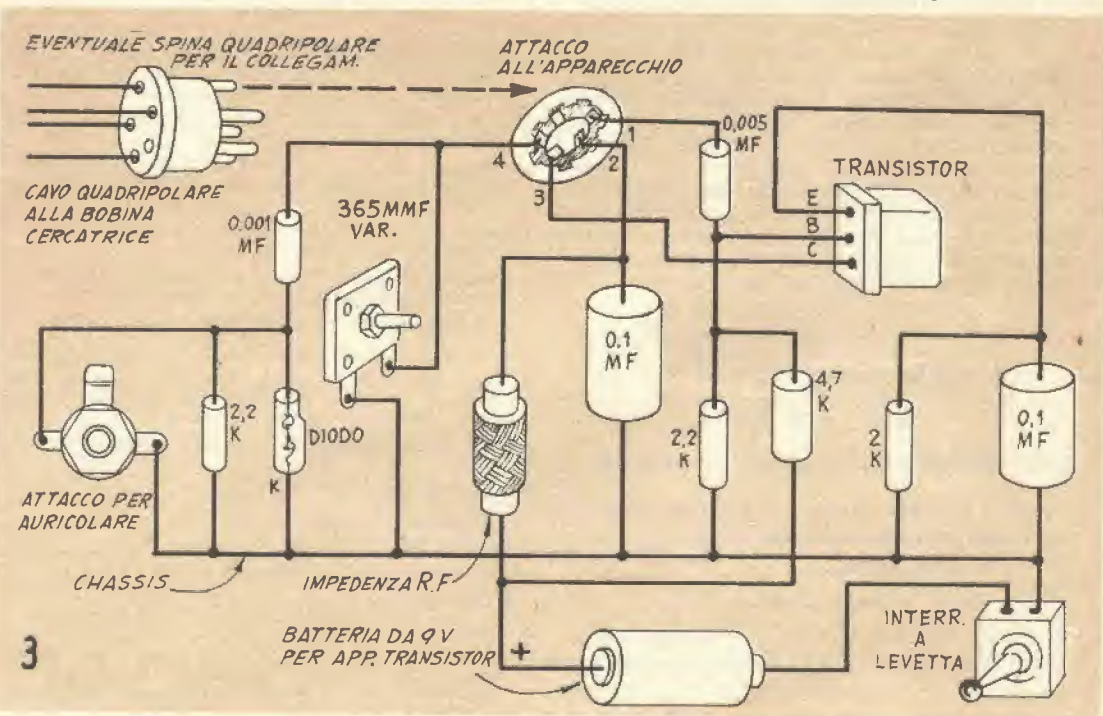 EVENTUALE SPINA QUADRIPOLARE
PER IL COLLEGAM.
ATTACCO
ALL'APPARECCHIO
CAVO QUADRIPOLARE
ALLA BOBINA
CERCATRICE
1
2
3
4
0,005
MF
TRANSISTOR
E
B
C
0,001
MF
365MMF
VAR.
0.1
MF
2,2
K
DIODO
K
2,2
K
4,7
K
2
K
0,1
MF
ATTACCO PER
AURICOLARE
CHASSIS
IMPEDENZA R.F
BATTERIA DA 9 V
PER APP. TRANSISTOR
+
INTERR.
A
LEVETTA
3